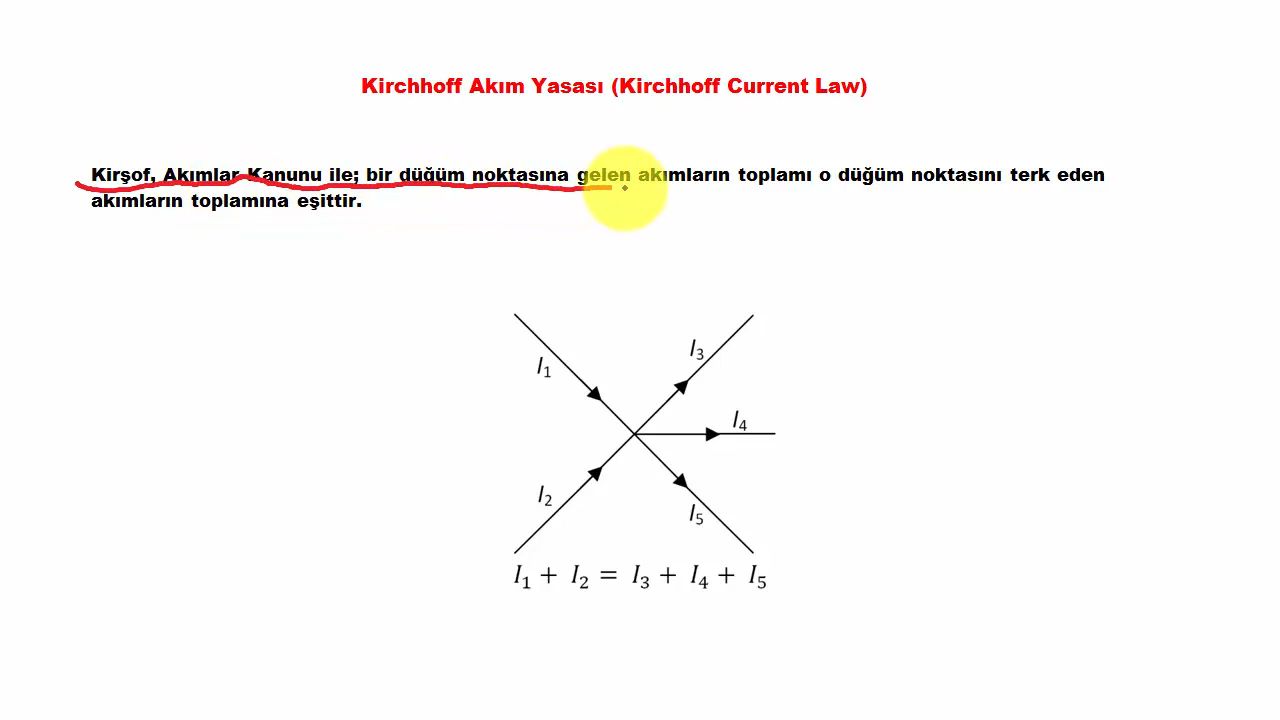 Kirchhoff Akım Yasası (Kirchhoff Current Law)
Kirşof, Akımlar Kanunu ile; bir düğüm noktasına gelen akımların toplamı o düğüm noktasını terk eden
akımların toplamına eşittir.
I₁
I₃
I₄
I₂
I₅
I₁ + I₂ = I₃ + I₄ + I₅